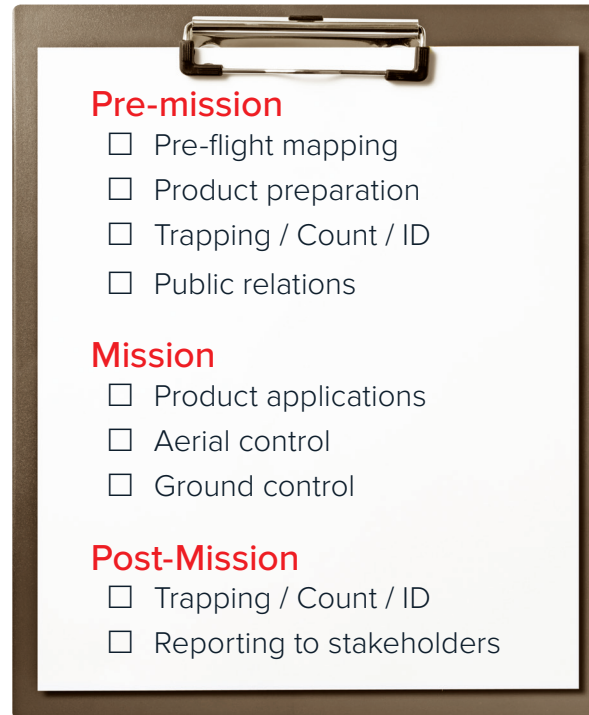 Pre-mission
☐ Pre-flight mapping
☐ Product preparation
☐ Trapping / Count / ID
☐ Public relations
Mission
☐ Product applications
☐ Aerial control
☐ Ground control
Post-Mission
☐ Trapping / Count / ID
☐ Reporting to stakeholders